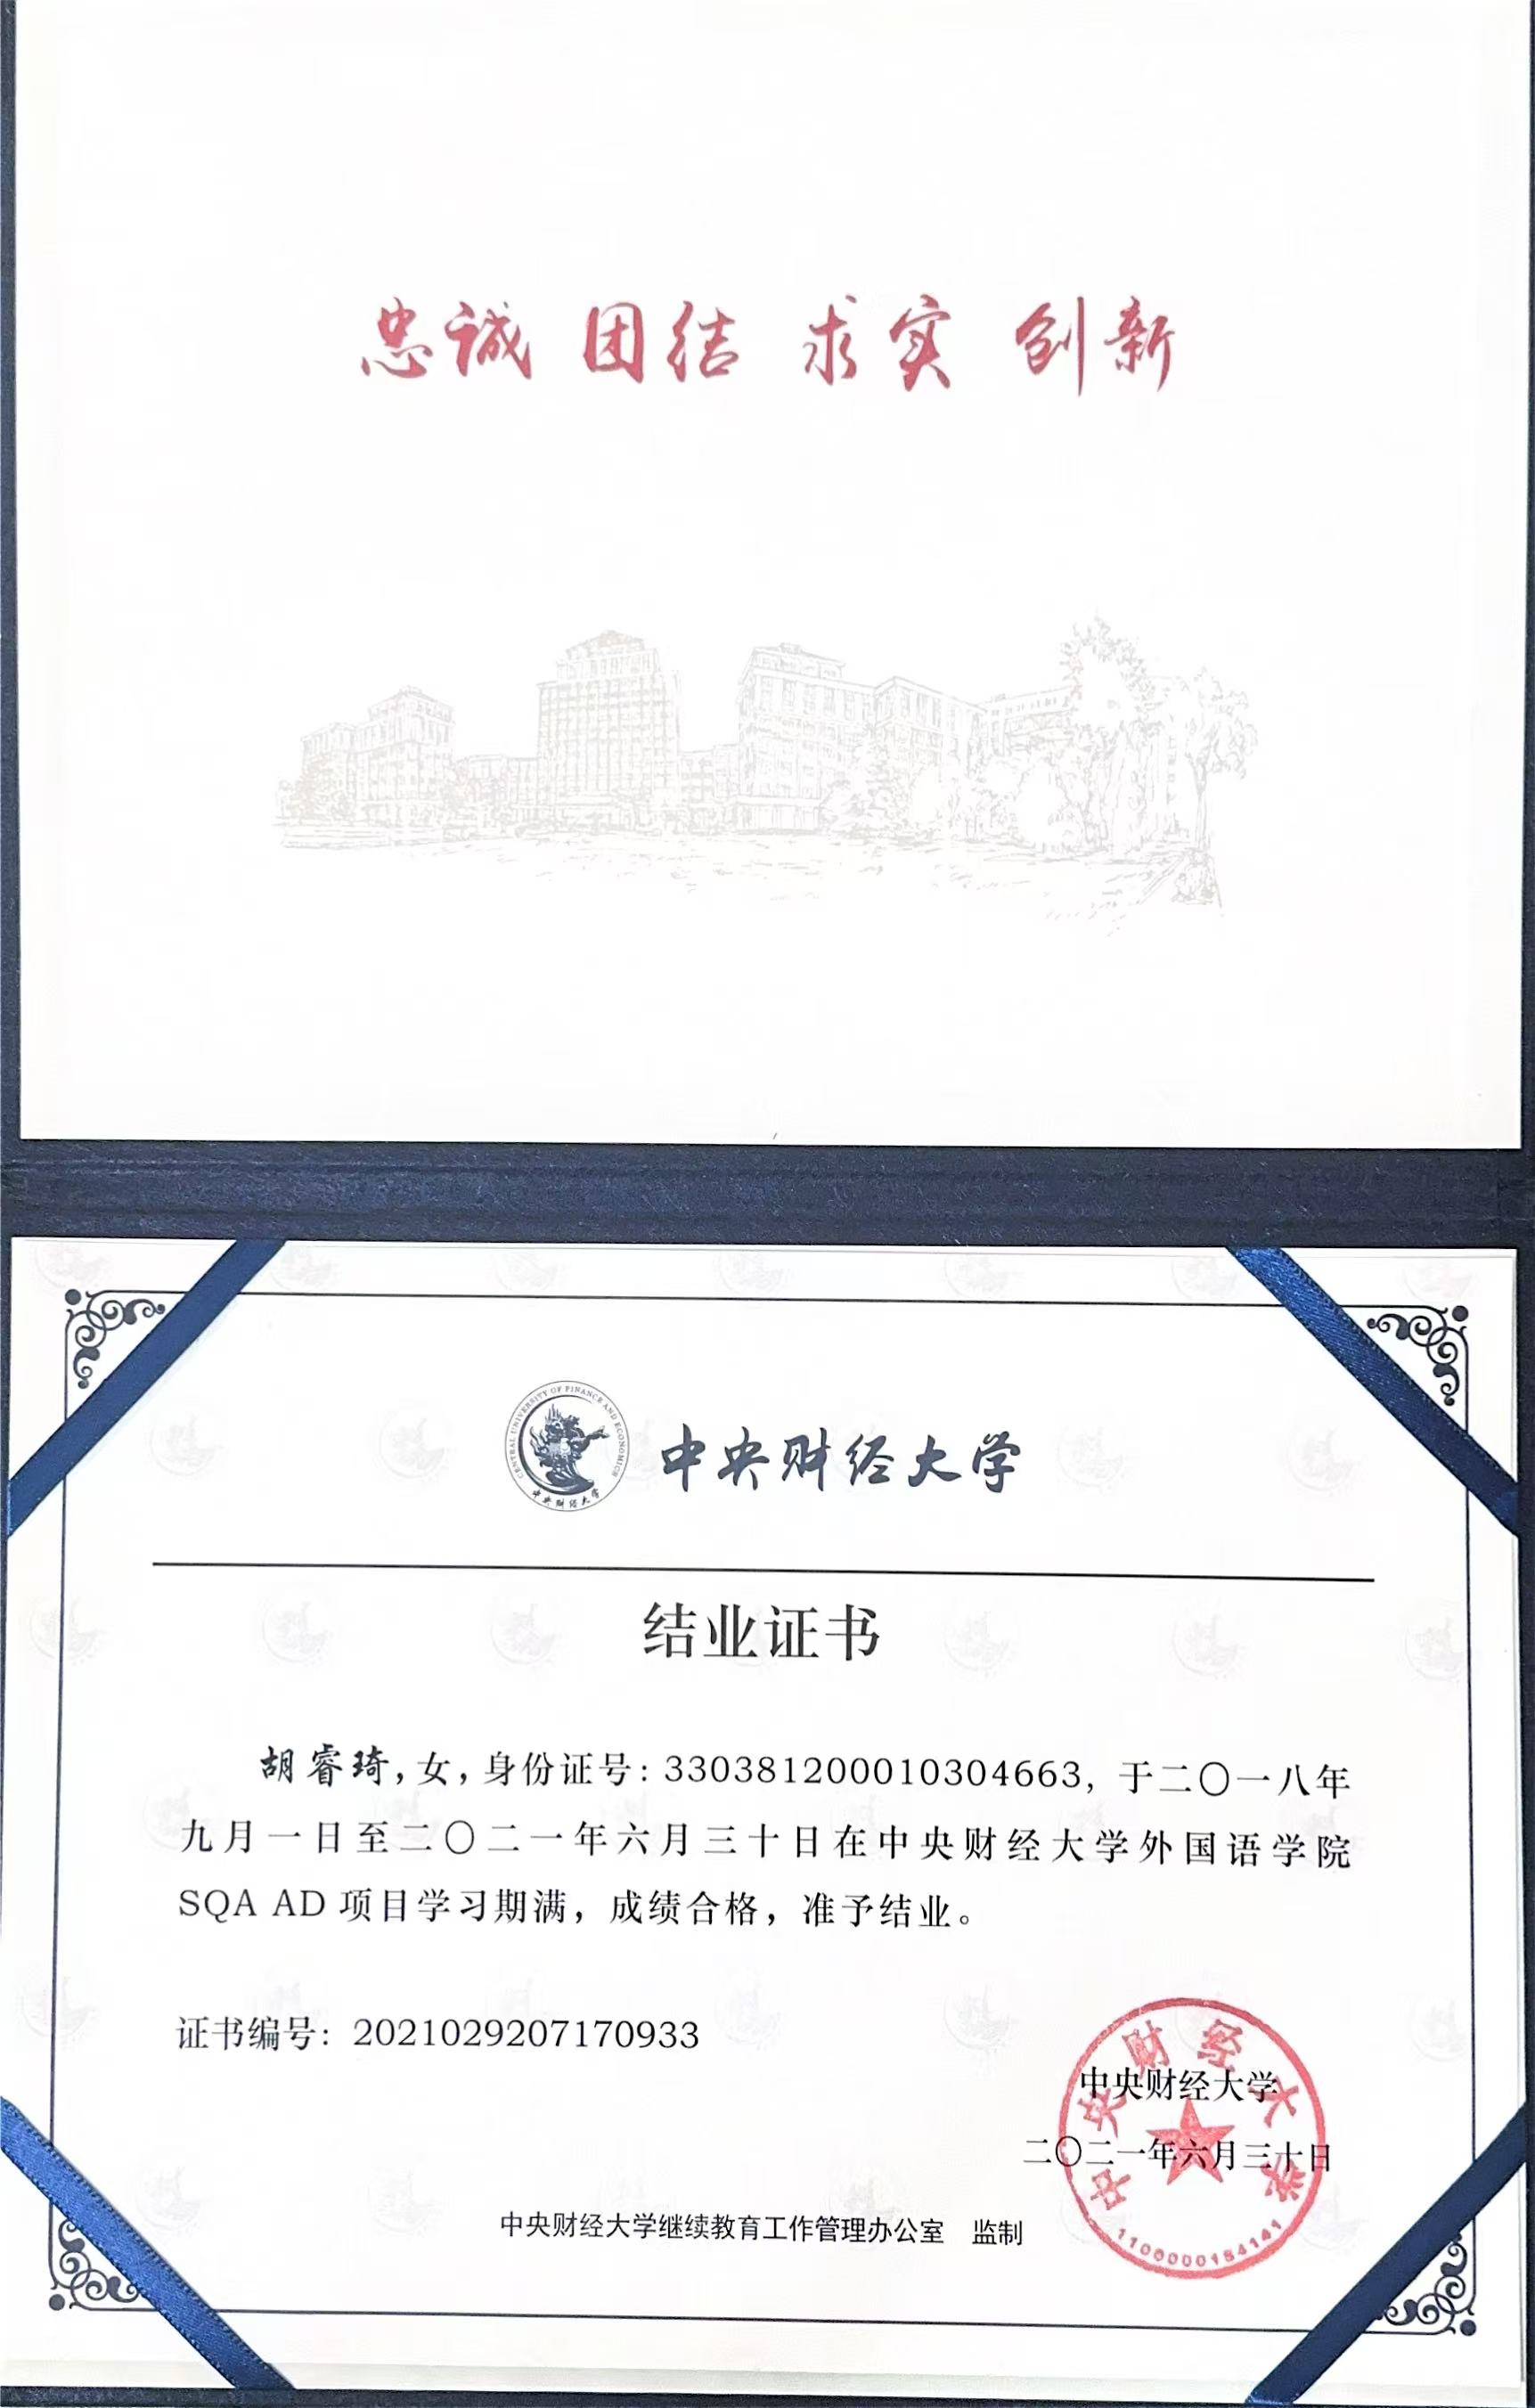 忠诚 团结 求实 创新
CENTRAL UNIVERSITY OF FINANCE AND ECONOMICS
中央财经大学
中央财经大学
结业证书
胡睿琦，女，身份证号：330381200010304663，于二〇一八年
九月一日至二〇二一年六月三十日在中央财经大学外国语学院
SQA AD 项目学习期满，成绩合格，准予结业。
证书编号：2021029207170933
中央财经大学
中央财经大学
二〇二一年六月三十日
1100000184141
中央财经大学继续教育工作管理办公室 监制